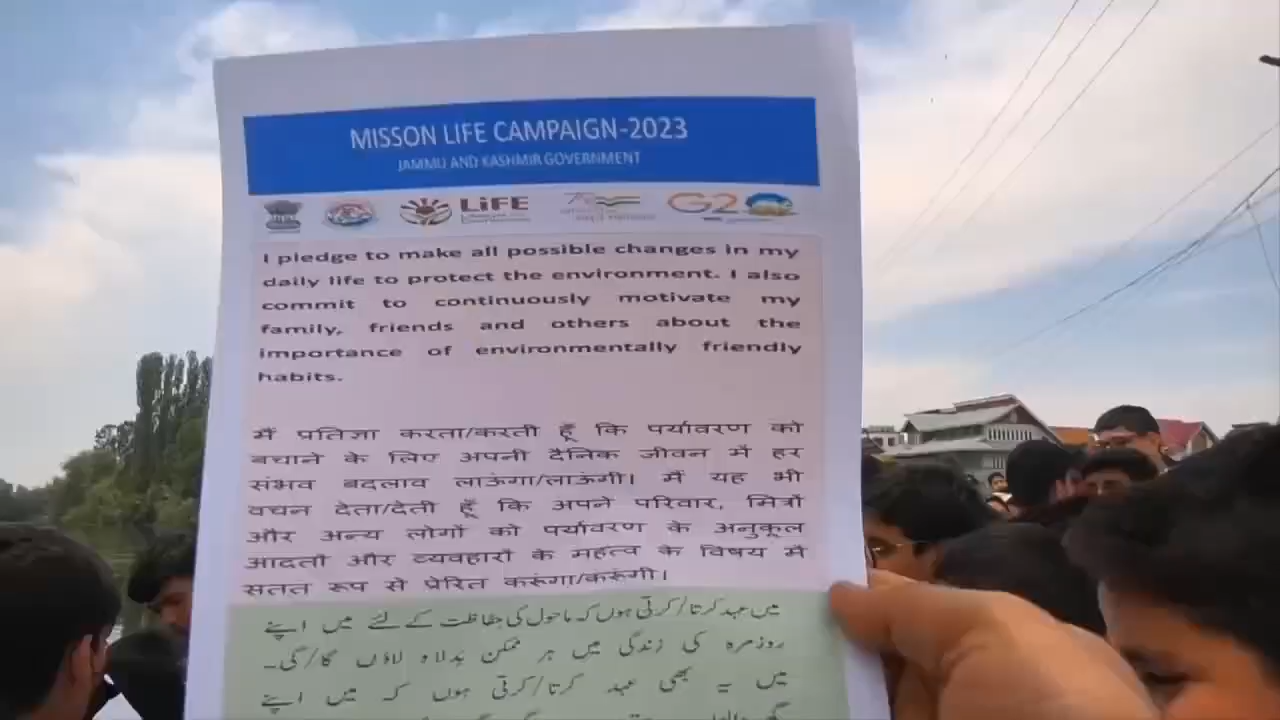 MISSON LIFE CAMPAIGN-2023
JAMMU AND KASHMIR GOVERNMENT
LiFE
G2
I pledge to make all possible changes in my
daily life to protect the environment. I also
commit to continuously motivate my
family, friends and others about the
importance of environmentally friendly
habits.
मैं प्रतिज्ञा करता/करती हूँ कि पर्यावरण को
बचाने के लिए अपनी दैनिक जीवन में हर
संभव बदलाव लाऊंगा/लाऊंगी। मैं यह भी
वचन देता/देती हूँ कि अपने परिवार, मित्रों
और अन्य लोगों को पर्यावरण के अनुकूल
आदतों और व्यवहारों के महत्व के विषय में
सतत रूप से प्रेरित करूंगा/करूंगी।
میں عہد کرتا/کرتی ہوں کہ ماحول کی حفاظت کے لئے میں اپنے
روزمرہ کی زندگی میں ہر ممکن بدلاو لاؤں گا/گی۔
میں یہ بھی عہد کرتا/کرتی ہوں کہ میں اپنے